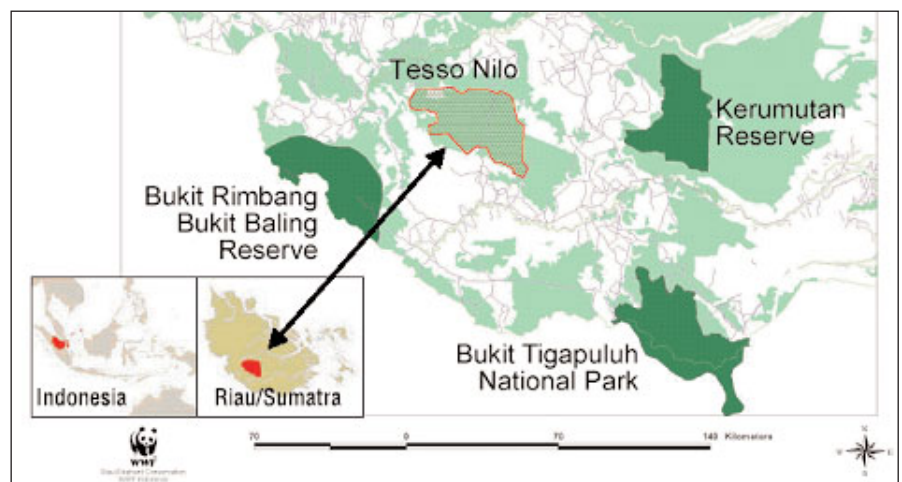 Tesso Nilo
Kerumutan
Reserve
Bukit Rimbang
Bukit Baling
Reserve
Bukit Tigapuluh
National Park
Indonesia
Riau/Sumatra
WWF
70 0 70 140 Kilometers
N
W E
S